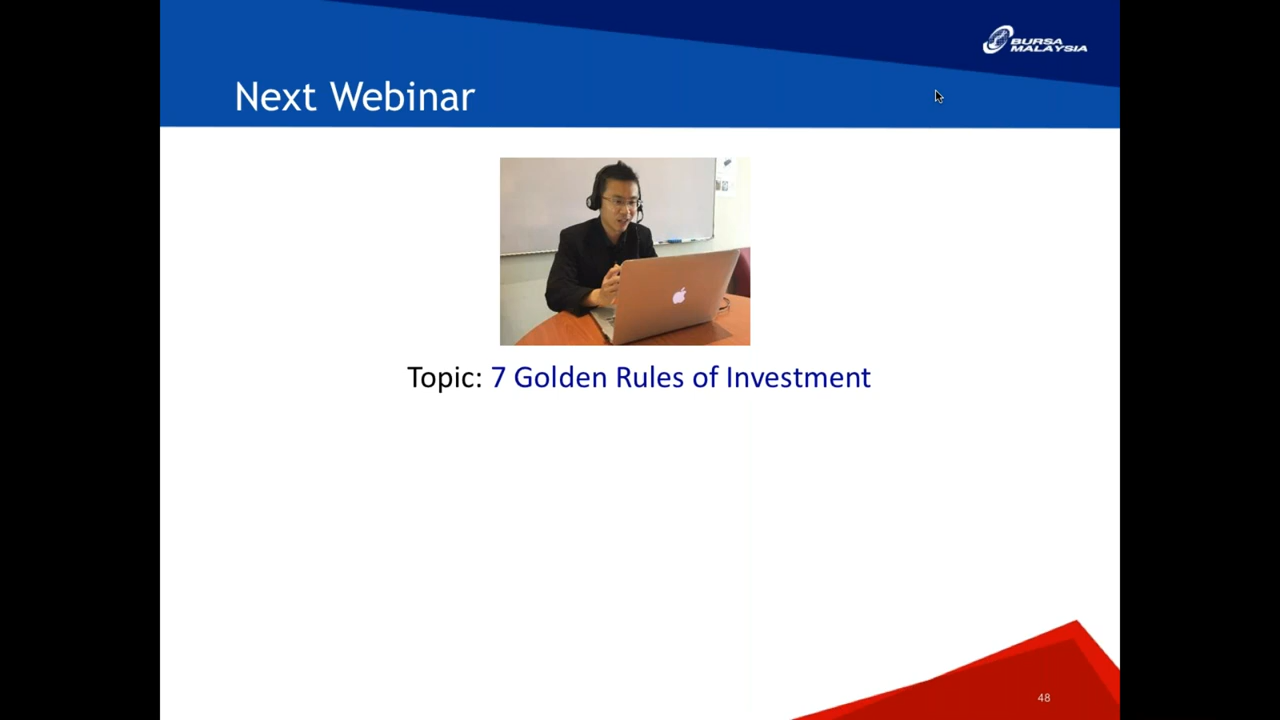 BURSA
MALAYSIA
Next Webinar
Topic: 7 Golden Rules of Investment
48